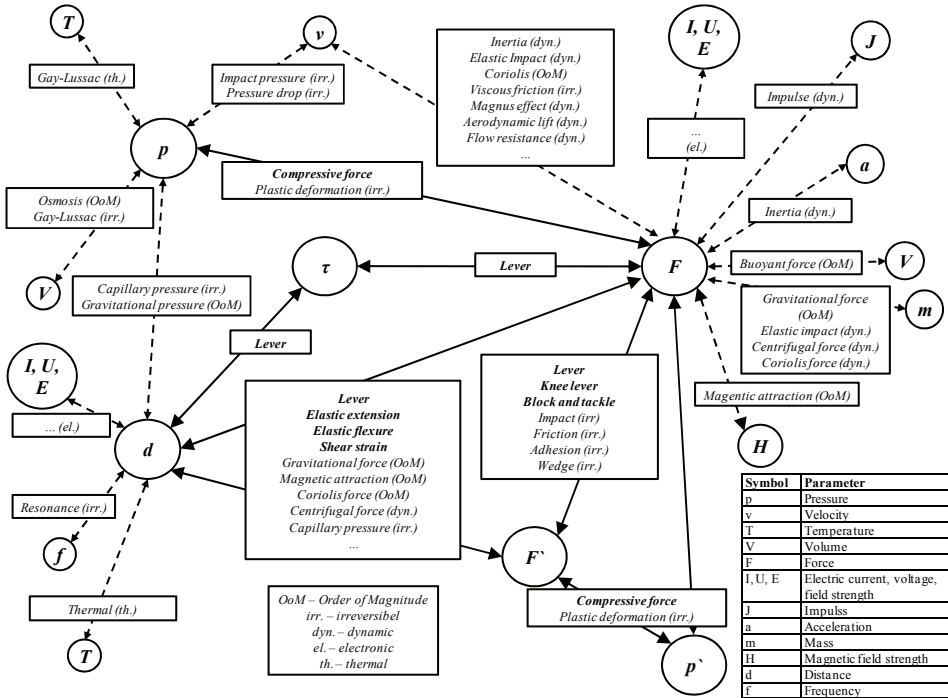 T
v
I, U,
E
J
Gay-Lussac (th.)
Impact pressure (irr.)
Pressure drop (irr.)
Inertia (dyn.)
Elastic Impact (dyn.)
Coriolis (OoM)
Viscous friction (irr.)
Magnus effect (dyn.)
Aerodynamic lift (dyn.)
Flow resistance (dyn.)
...
...
(el.)
Impulse (dyn.)
p
a
Compressive force
Plastic deformation (irr.)
Inertia (dyn.)
Osmosis (OoM)
Gay-Lussac (irr.)
V
τ
Lever
F
Buoyant force (OoM)
V
Capillary pressure (irr.)
Gravitational pressure (OoM)
m
Gravitational force
(OoM)
Elastic impact (dyn.)
Centrifugal force (dyn.)
Coriolis force (dyn.)
Lever
I, U,
E
... (el.)
d
Lever
Elastic extension
Elastic flexure
Shear strain
Gravitational force (OoM)
Magnetic attraction (OoM)
Coriolis force (OoM)
Centrifugal force (dyn.)
Capillary pressure (irr.)
...
Lever
Knee lever
Block and tackle
Impact (irr)
Friction (irr.)
Adhesion (irr.)
Wedge (irr.)
Magentic attraction (OoM)
H
Resonance (irr.)
f
F`
Thermal (th.)
T
OoM – Order of Magnitude
irr. – irreversibel
dyn. – dynamic
el. – electronic
th. – thermal
Compressive force
Plastic deformation (irr.)
p`
Symbol Parameter
p Pressure
v Velocity
T Temperature
V Volume
F Force
I, U, E Electric current, voltage,
field strength
J Impulss
a Acceleration
m Mass
H Magnetic field strength
d Distance
f Frequency